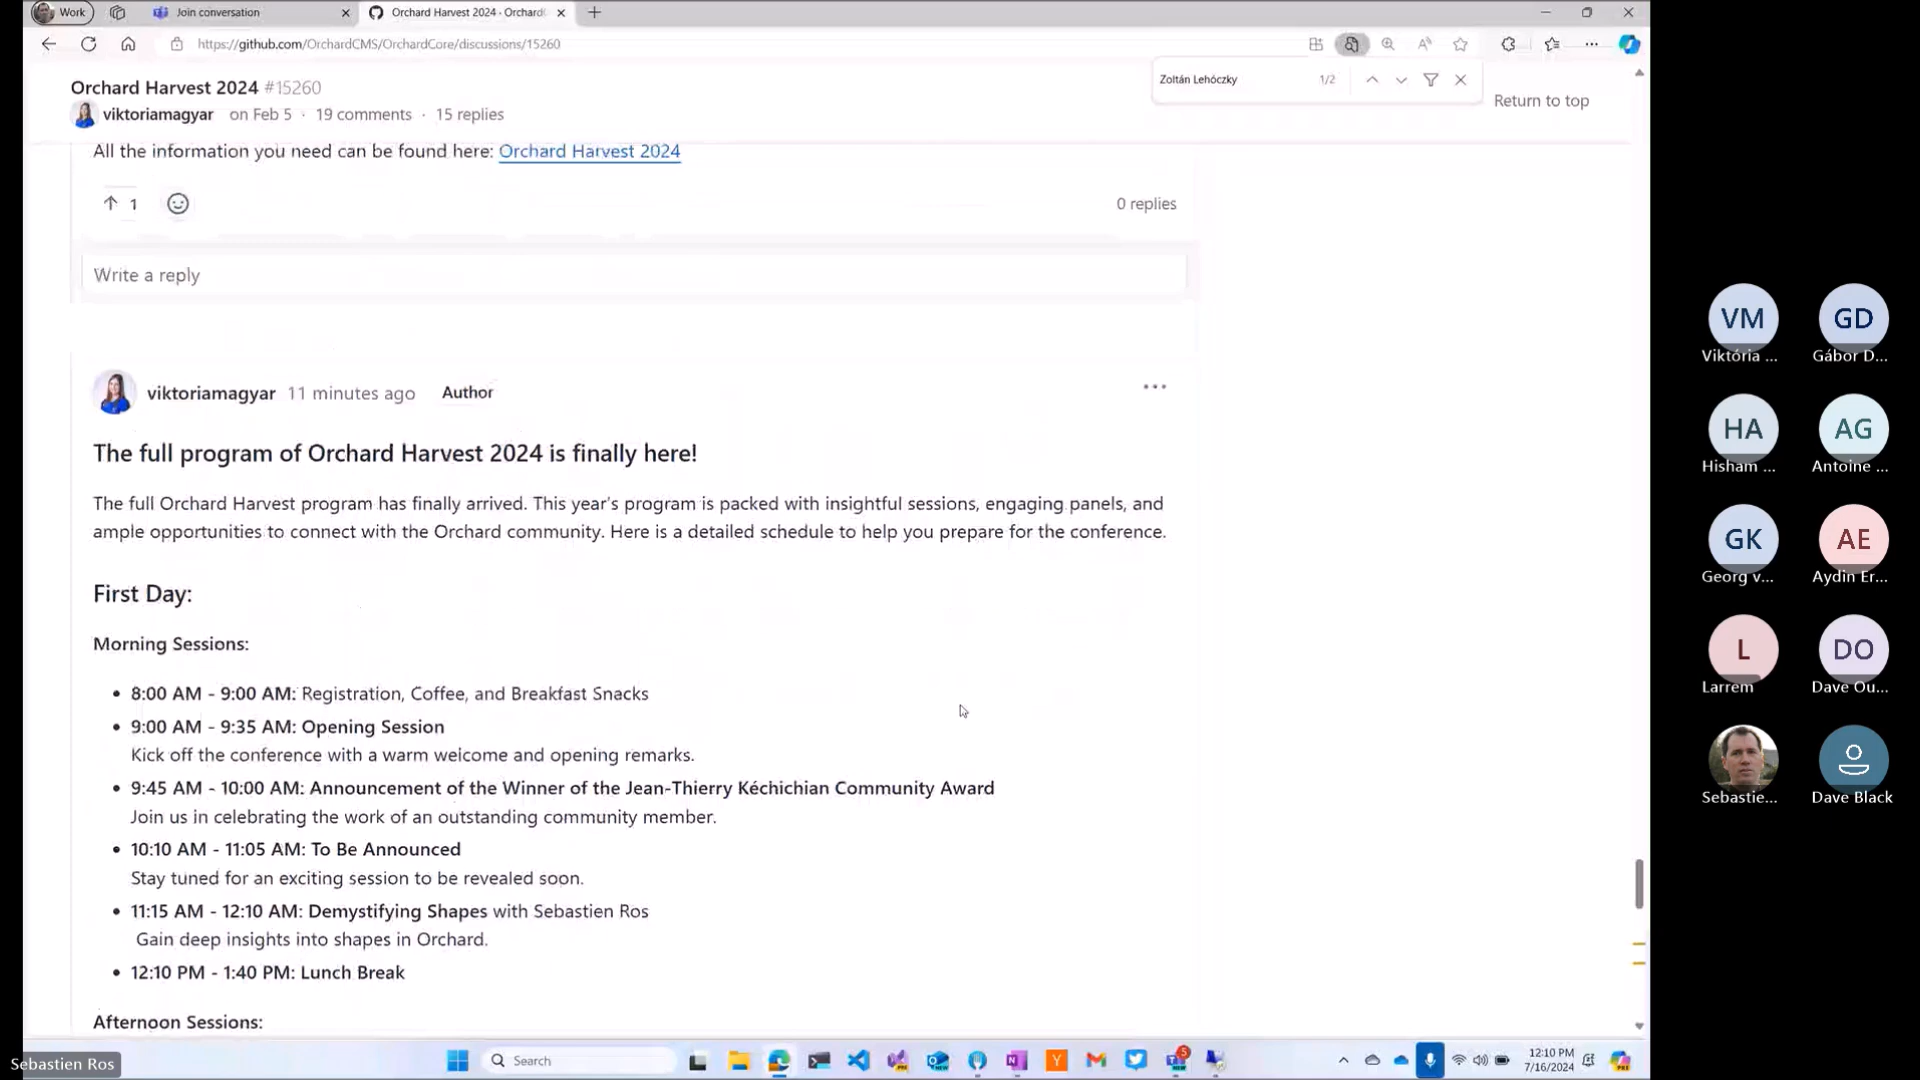 Work
Join conversation
Orchard Harvest 2024 · Orchard
https://github.com/OrchardCMS/OrchardCore/discussions/15260
Zoltán Lehóczky 1/2
Orchard Harvest 2024 #15260
Return to top
viktoriamagyar on Feb 5 · 19 comments · 15 replies
All the information you need can be found here: Orchard Harvest 2024
1
0 replies
Write a reply
viktoriamagyar 11 minutes ago Author
The full program of Orchard Harvest 2024 is finally here!
The full Orchard Harvest program has finally arrived. This year's program is packed with insightful sessions, engaging panels, and
ample opportunities to connect with the Orchard community. Here is a detailed schedule to help you prepare for the conference.
First Day:
Morning Sessions:
• 8:00 AM - 9:00 AM: Registration, Coffee, and Breakfast Snacks
• 9:00 AM - 9:35 AM: Opening Session
Kick off the conference with a warm welcome and opening remarks.
• 9:45 AM - 10:00 AM: Announcement of the Winner of the Jean-Thierry Kéchichian Community Award
Join us in celebrating the work of an outstanding community member.
• 10:10 AM - 11:05 AM: To Be Announced
Stay tuned for an exciting session to be revealed soon.
• 11:15 AM - 12:10 AM: Demystifying Shapes with Sebastien Ros
Gain deep insights into shapes in Orchard.
• 12:10 PM - 1:40 PM: Lunch Break
Afternoon Sessions:
VM
Viktória ...
GD
Gábor D...
HA
Hisham ...
AG
Antoine ...
GK
Georg v...
AE
Aydin Er...
L
Larrem
DO
Dave Ou...
Sebastie...
Dave Black
Sebastien Ros
Search
5
12:10 PM
7/16/2024